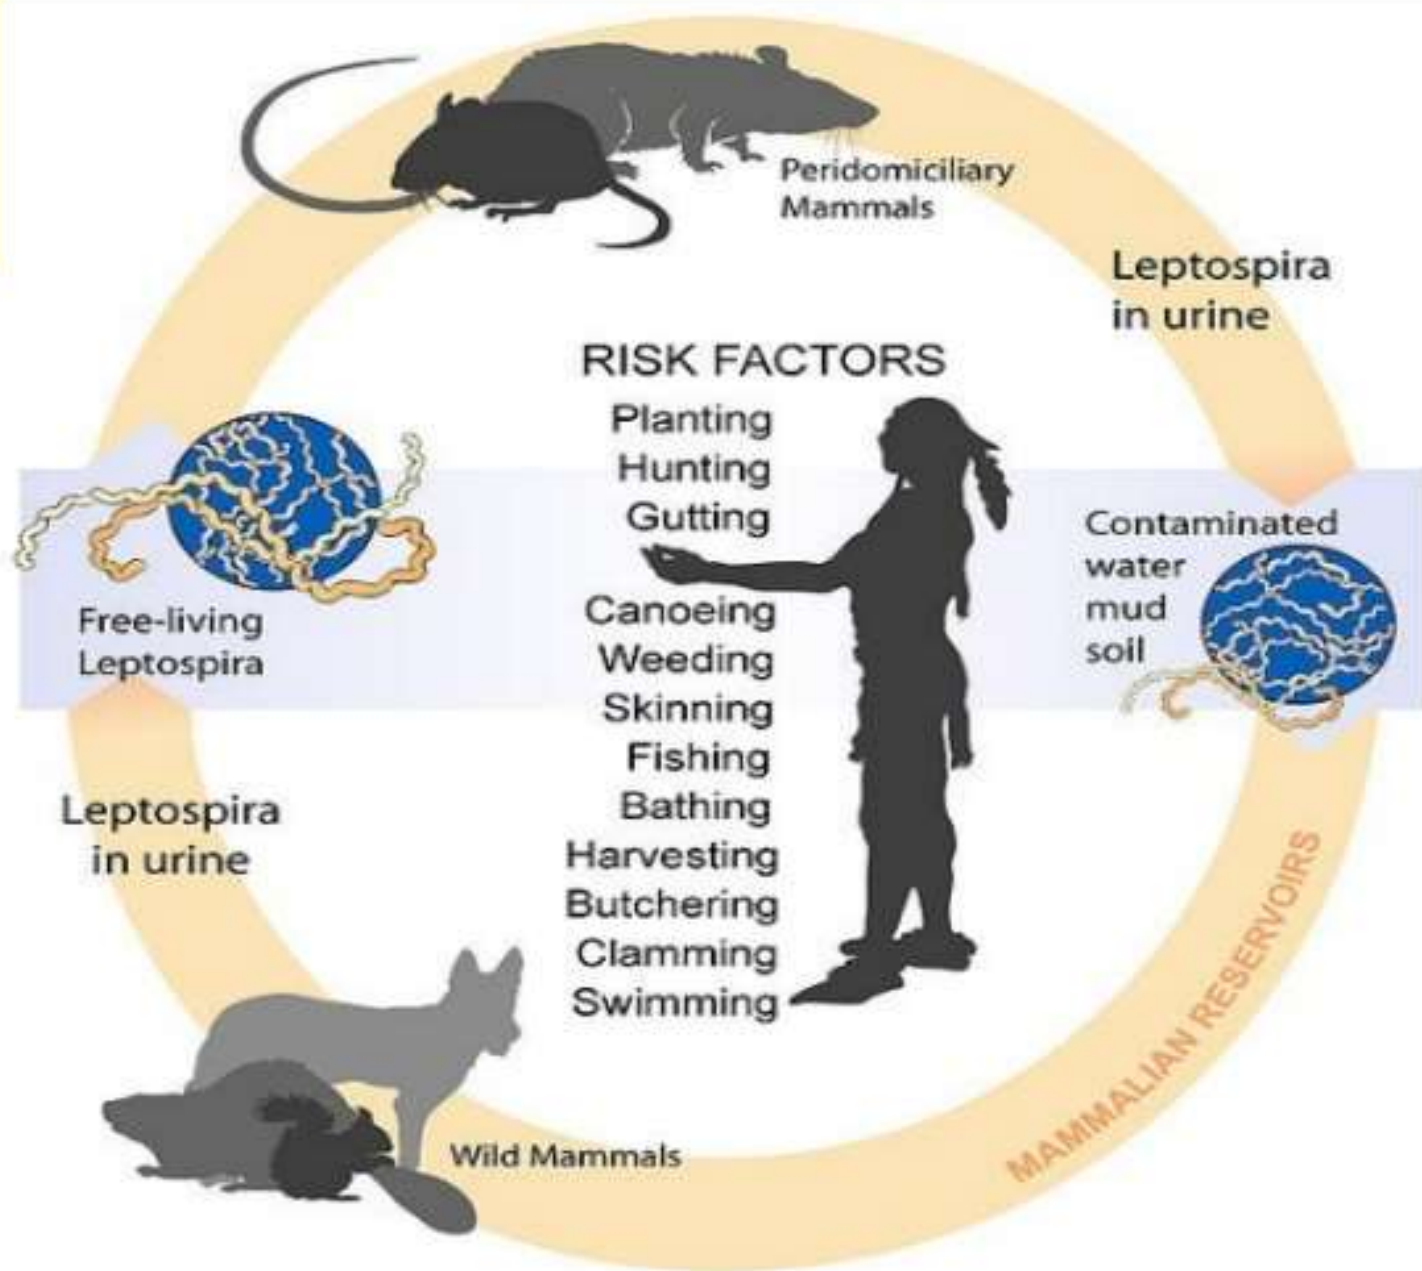 Peridomiciliary
Mammals
Leptospira
in urine
RISK FACTORS
Planting
Hunting
Gutting
Canoeing
Weeding
Skinning
Fishing
Bathing
Harvesting
Butchering
Clamming
Swimming
Contaminated
water
mud
soil
Free-living
Leptospira
Leptospira
in urine
MAMMALIAN RESERVOIRS
Wild Mammals